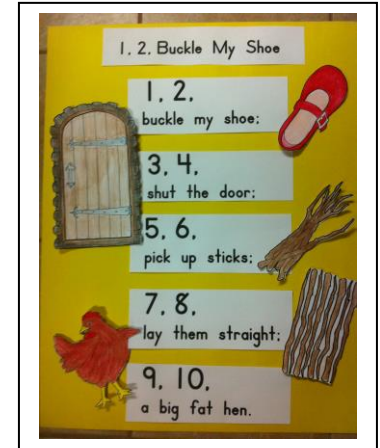 1, 2, Buckle My Shoe
1, 2,
buckle my shoe;
3, 4,
shut the door;
5, 6,
pick up sticks;
7, 8,
lay them straight;
9, 10,
a big fat hen.